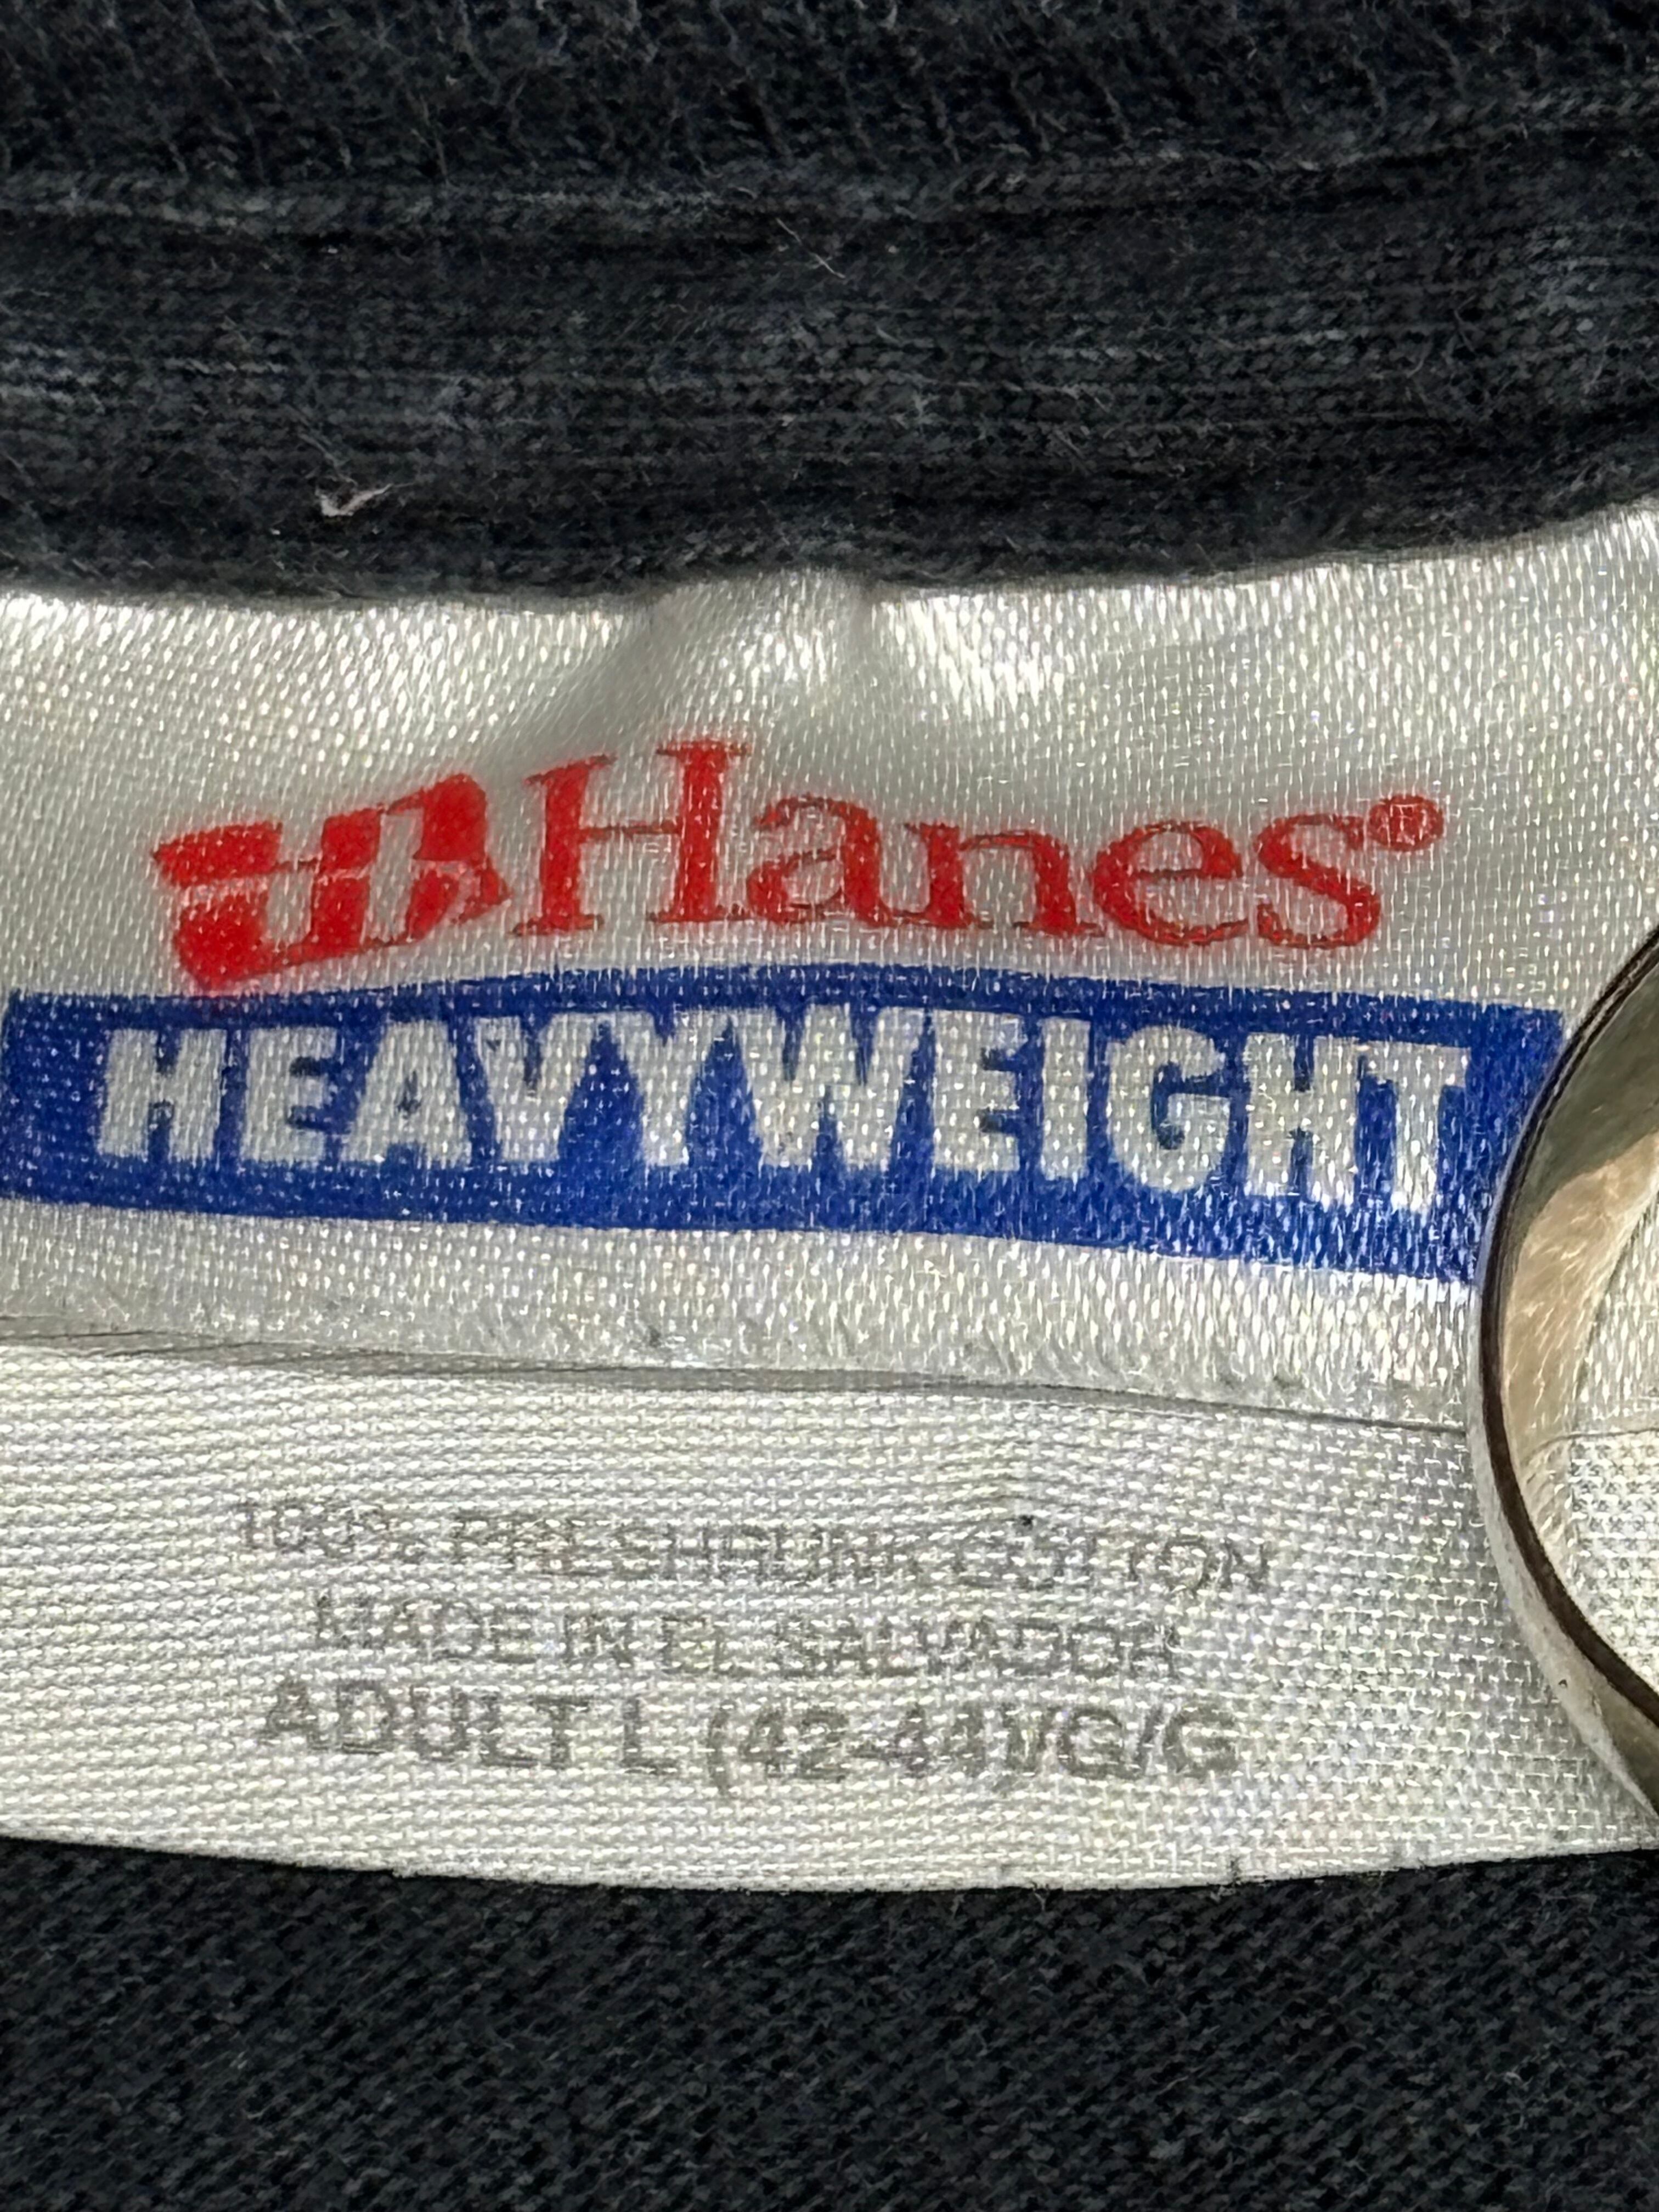 Hanes®
HEAVYWEIGHT
100% PRESHRUNK COTTON
MADE IN EL SALVADOR
ADULT L (42-44)/G/G